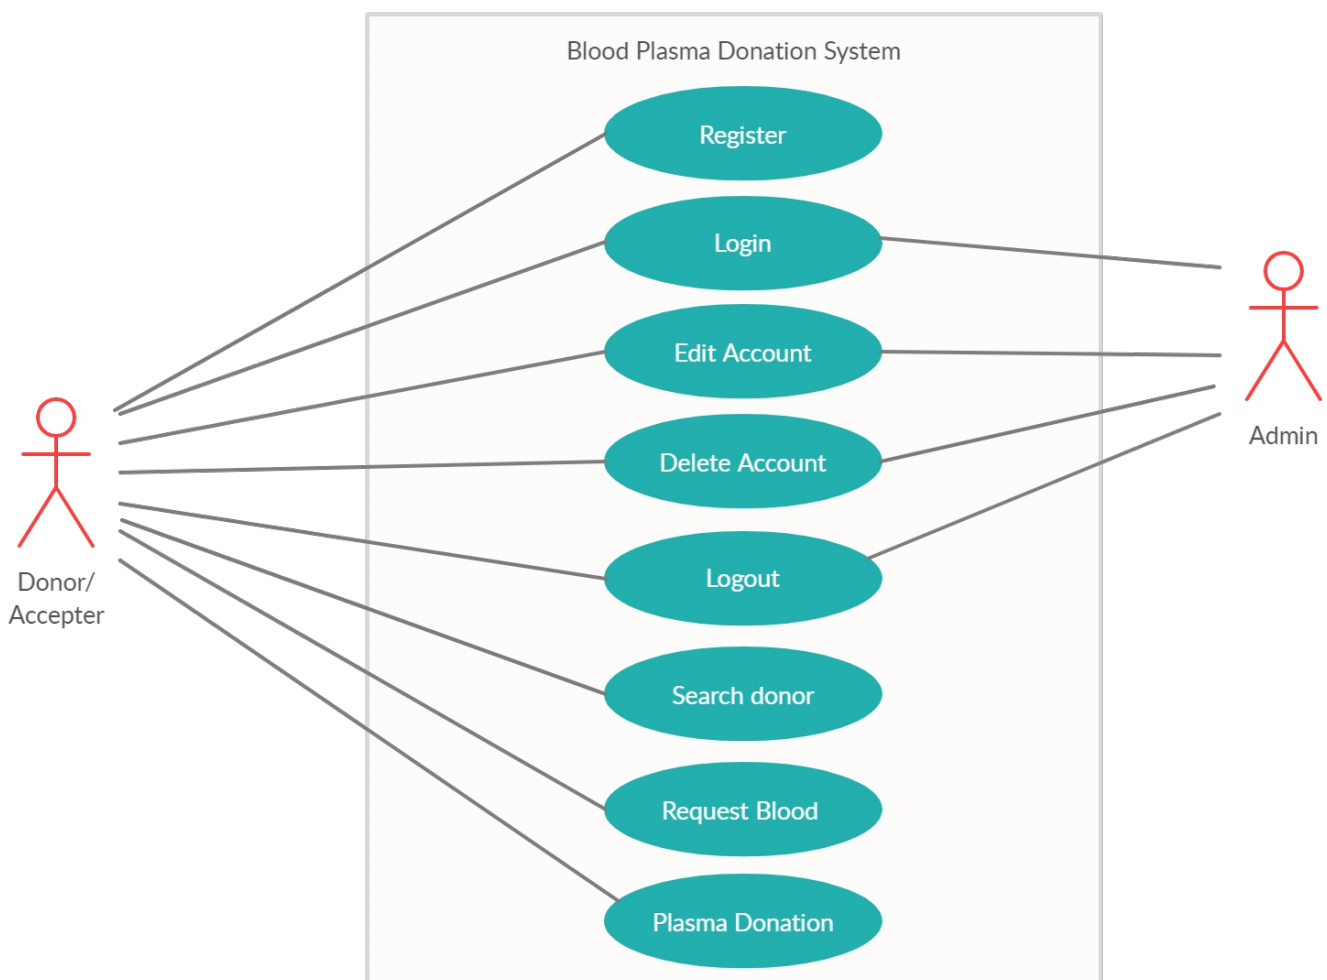 Blood Plasma Donation System
Register
Login
Edit Account
Delete Account
Logout
Search donor
Request Blood
Plasma Donation
Donor/
Accepter
Admin